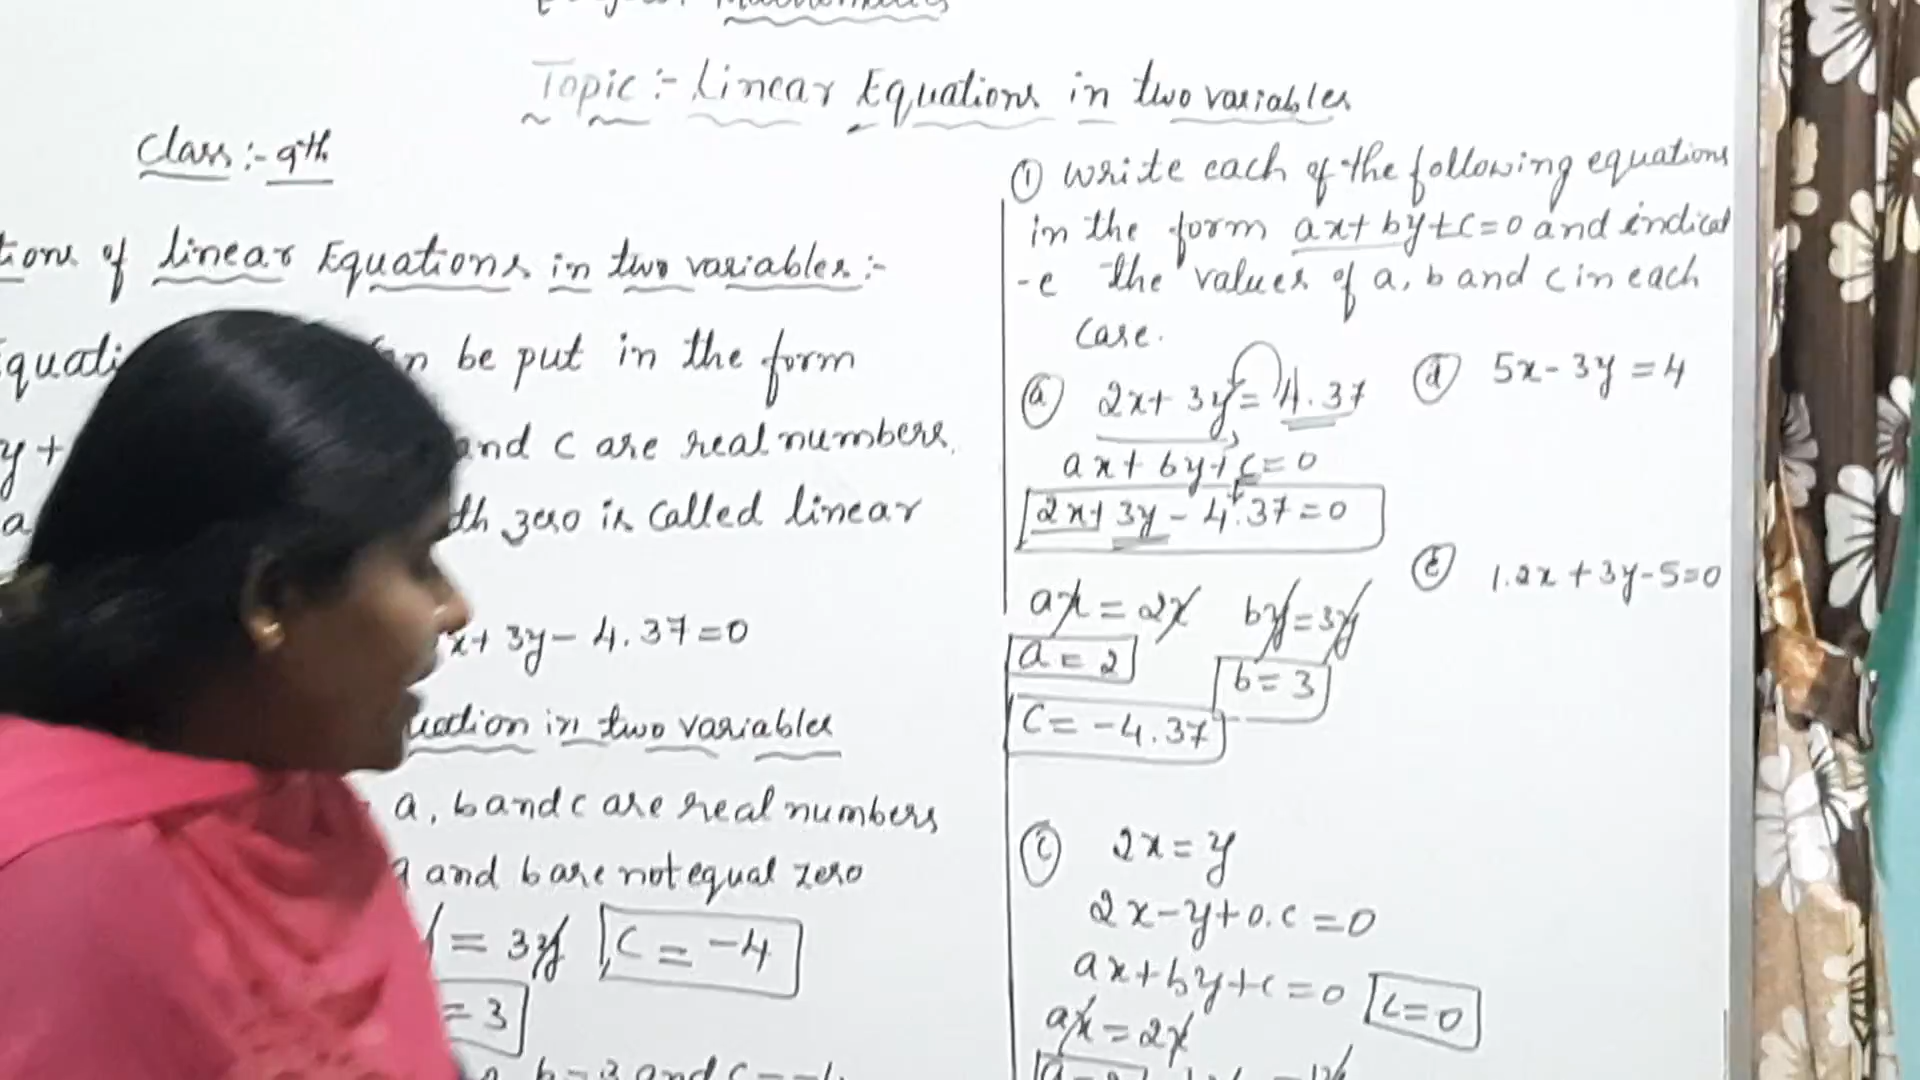 Mathematics
Topic :- Linear Equations in two variables
Class :- 9th
of linear Equations in two variables :-
be put in the form
y + and c are real numbers.
a zero is called linear
x + 3y - 4.37 = 0
in two variables
a, b and c are real numbers
and b are not equal zero
= 3y c = -4
= 3
b = 3 and c = -4
① Write each of the following equations
in the form ax + by + c = 0 and indicat
-e the values of a, b and c in each
case.
ⓐ 2x + 3y = 4.37
ax + by + c = 0
2x + 3y - 4.37 = 0
ax = 2x by = 3y
a = 2
b = 3
c = -4.37
ⓒ 2x = y
2x - y + 0.c = 0
ax + by + c = 0 c = 0
ax = 2x
ⓓ 5x - 3y = 4
1.2x + 3y - 5 = 0